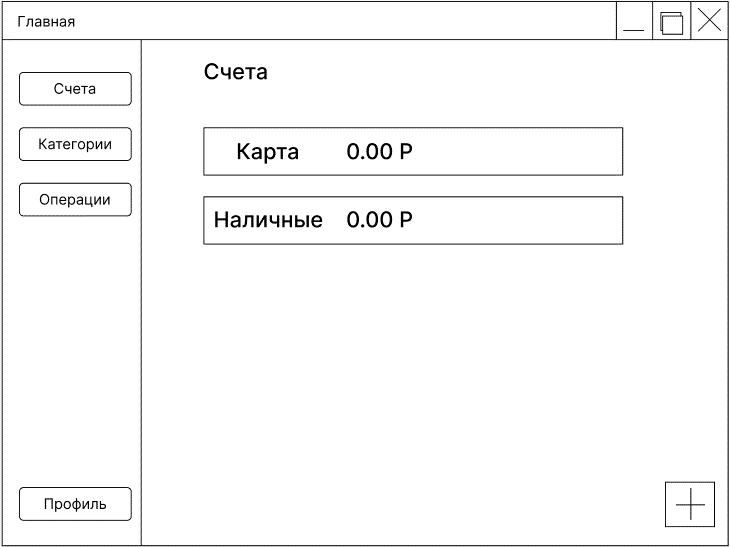 Главная
Счета
Категории
Операции
Профиль
Счета
Карта 0.00 Р
Наличные 0.00 Р